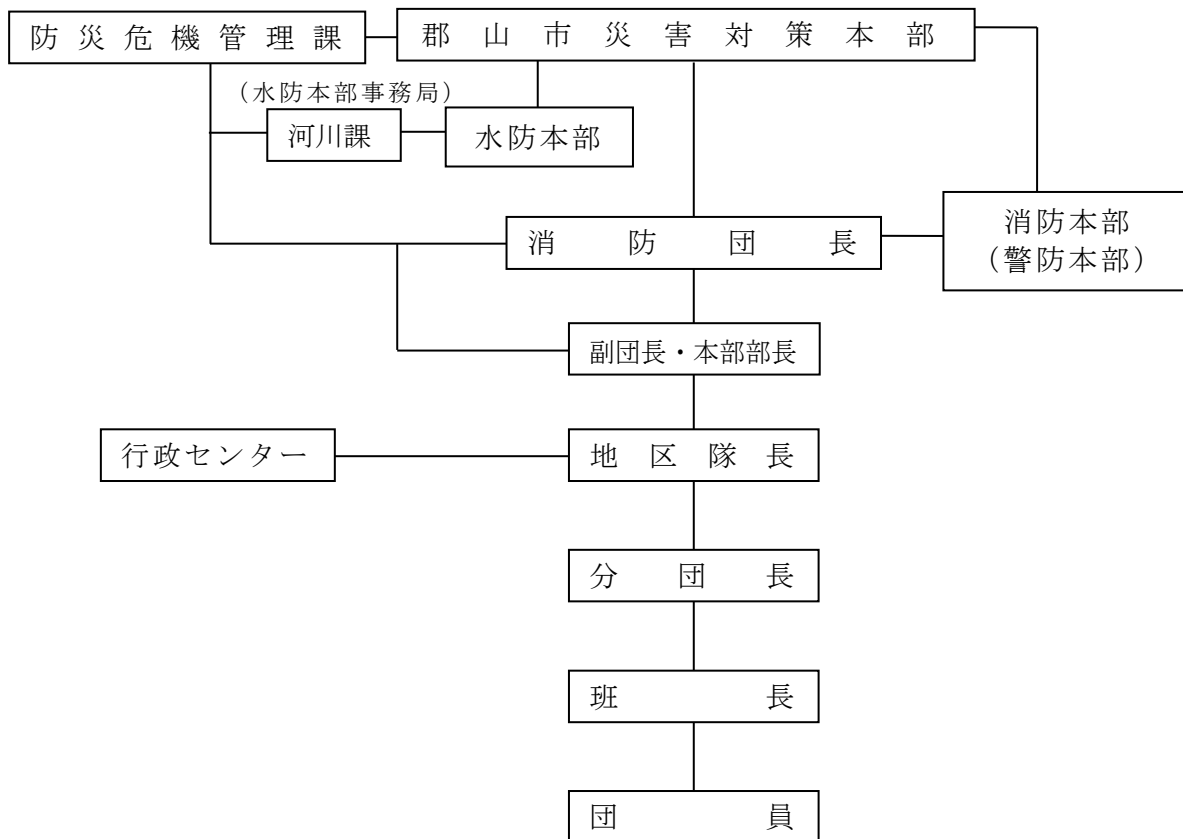 防災危機管理課
郡山市災害対策本部
（水防本部事務局）
河川課
水防本部
消防団長
消防本部
（警防本部）
副団長・本部部長
行政センター
地区隊長
分団長
班長
団員